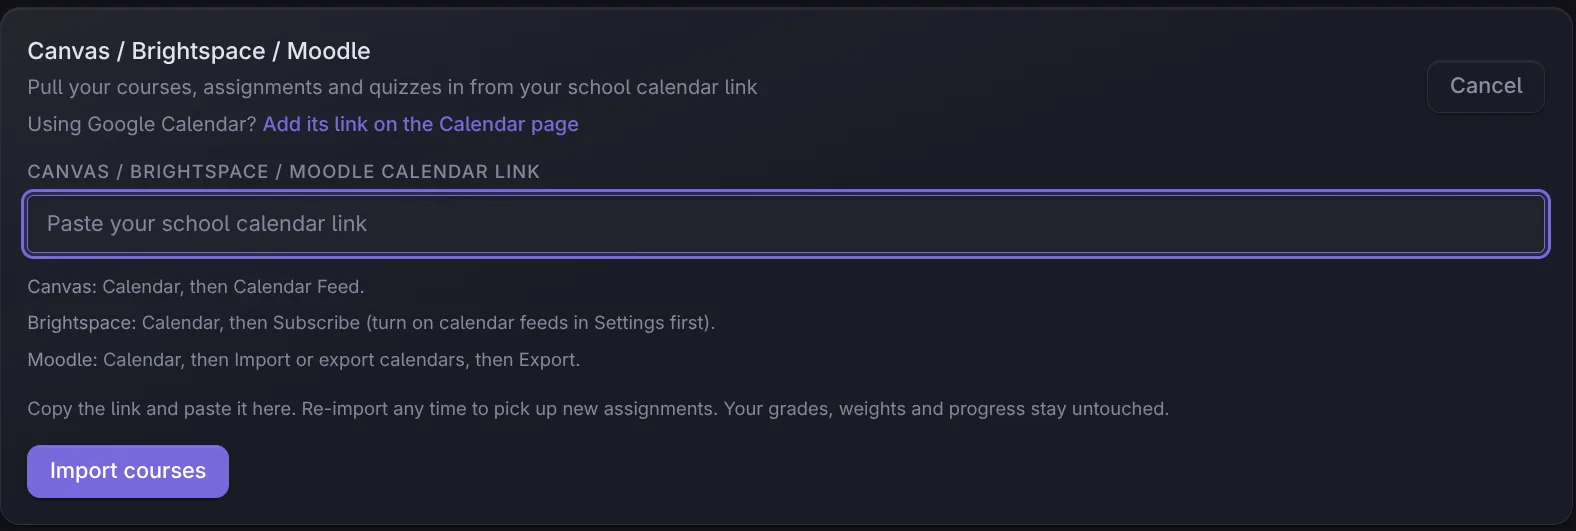 Canvas / Brightspace / Moodle
Pull your courses, assignments and quizzes in from your school calendar link
Cancel
Using Google Calendar? Add its link on the Calendar page
CANVAS / BRIGHTSPACE / MOODLE CALENDAR LINK
Paste your school calendar link
Canvas: Calendar, then Calendar Feed.
Brightspace: Calendar, then Subscribe (turn on calendar feeds in Settings first).
Moodle: Calendar, then Import or export calendars, then Export.
Copy the link and paste it here. Re-import any time to pick up new assignments. Your grades, weights and progress stay untouched.
Import courses